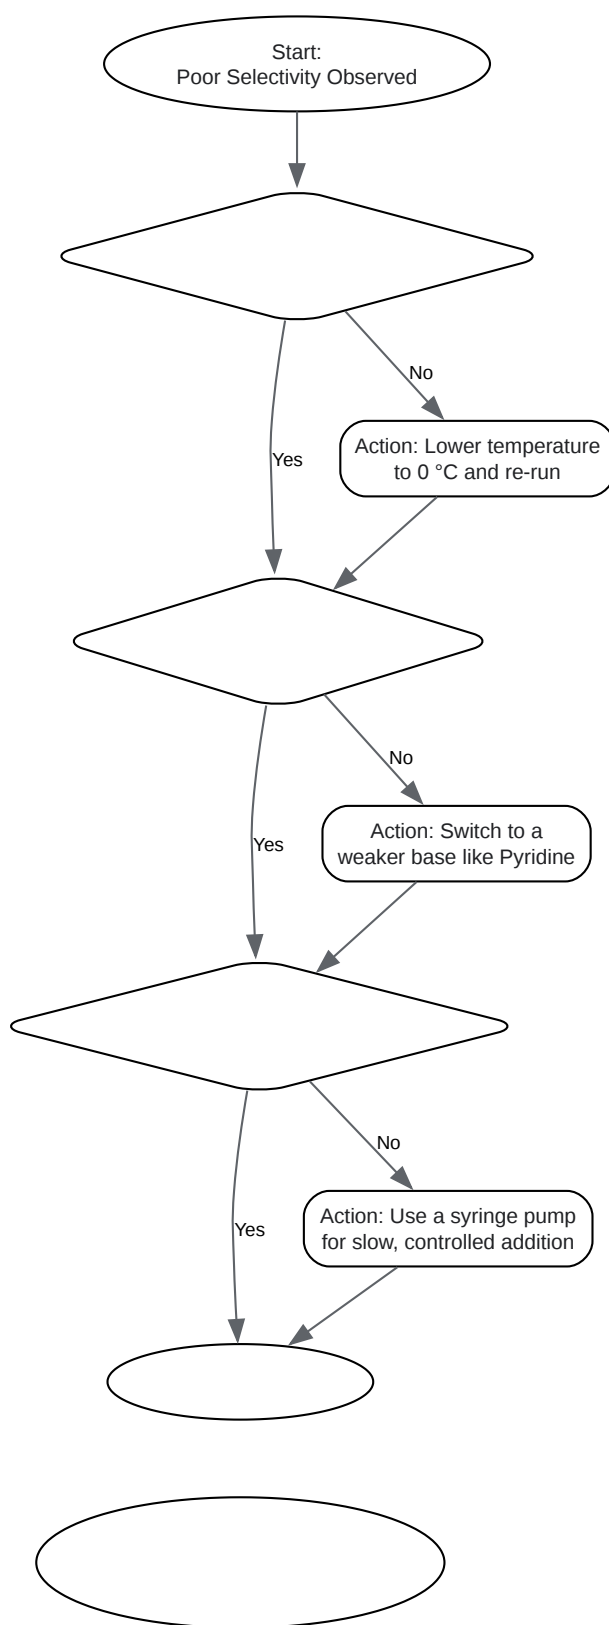 Start:
Poor Selectivity Observed
No
Action: Lower temperature
to 0 °C and re-run
Yes
No
Action: Switch to a
weaker base like Pyridine
Yes
No
Action: Use a syringe pump
for slow, controlled addition
Yes